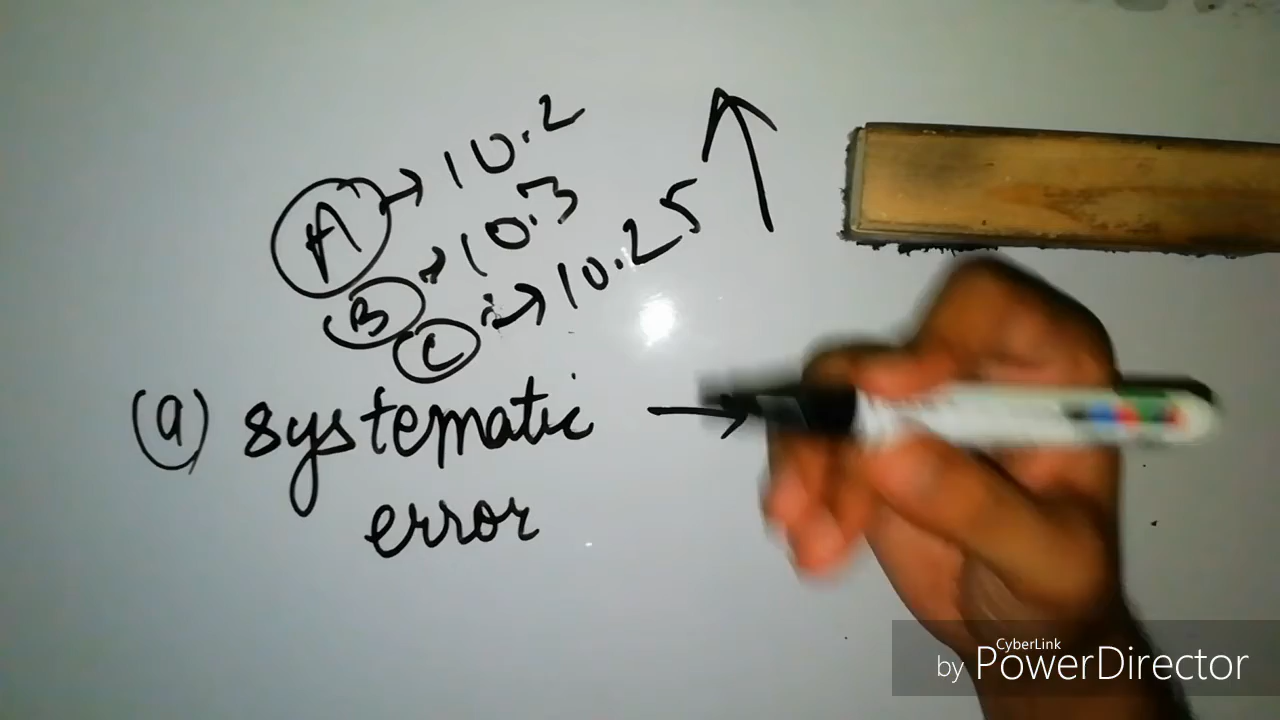 A → 10.2
B → 10.3
C → 10.25 ↑
(a) systematic →
error
CyberLink
by PowerDirector